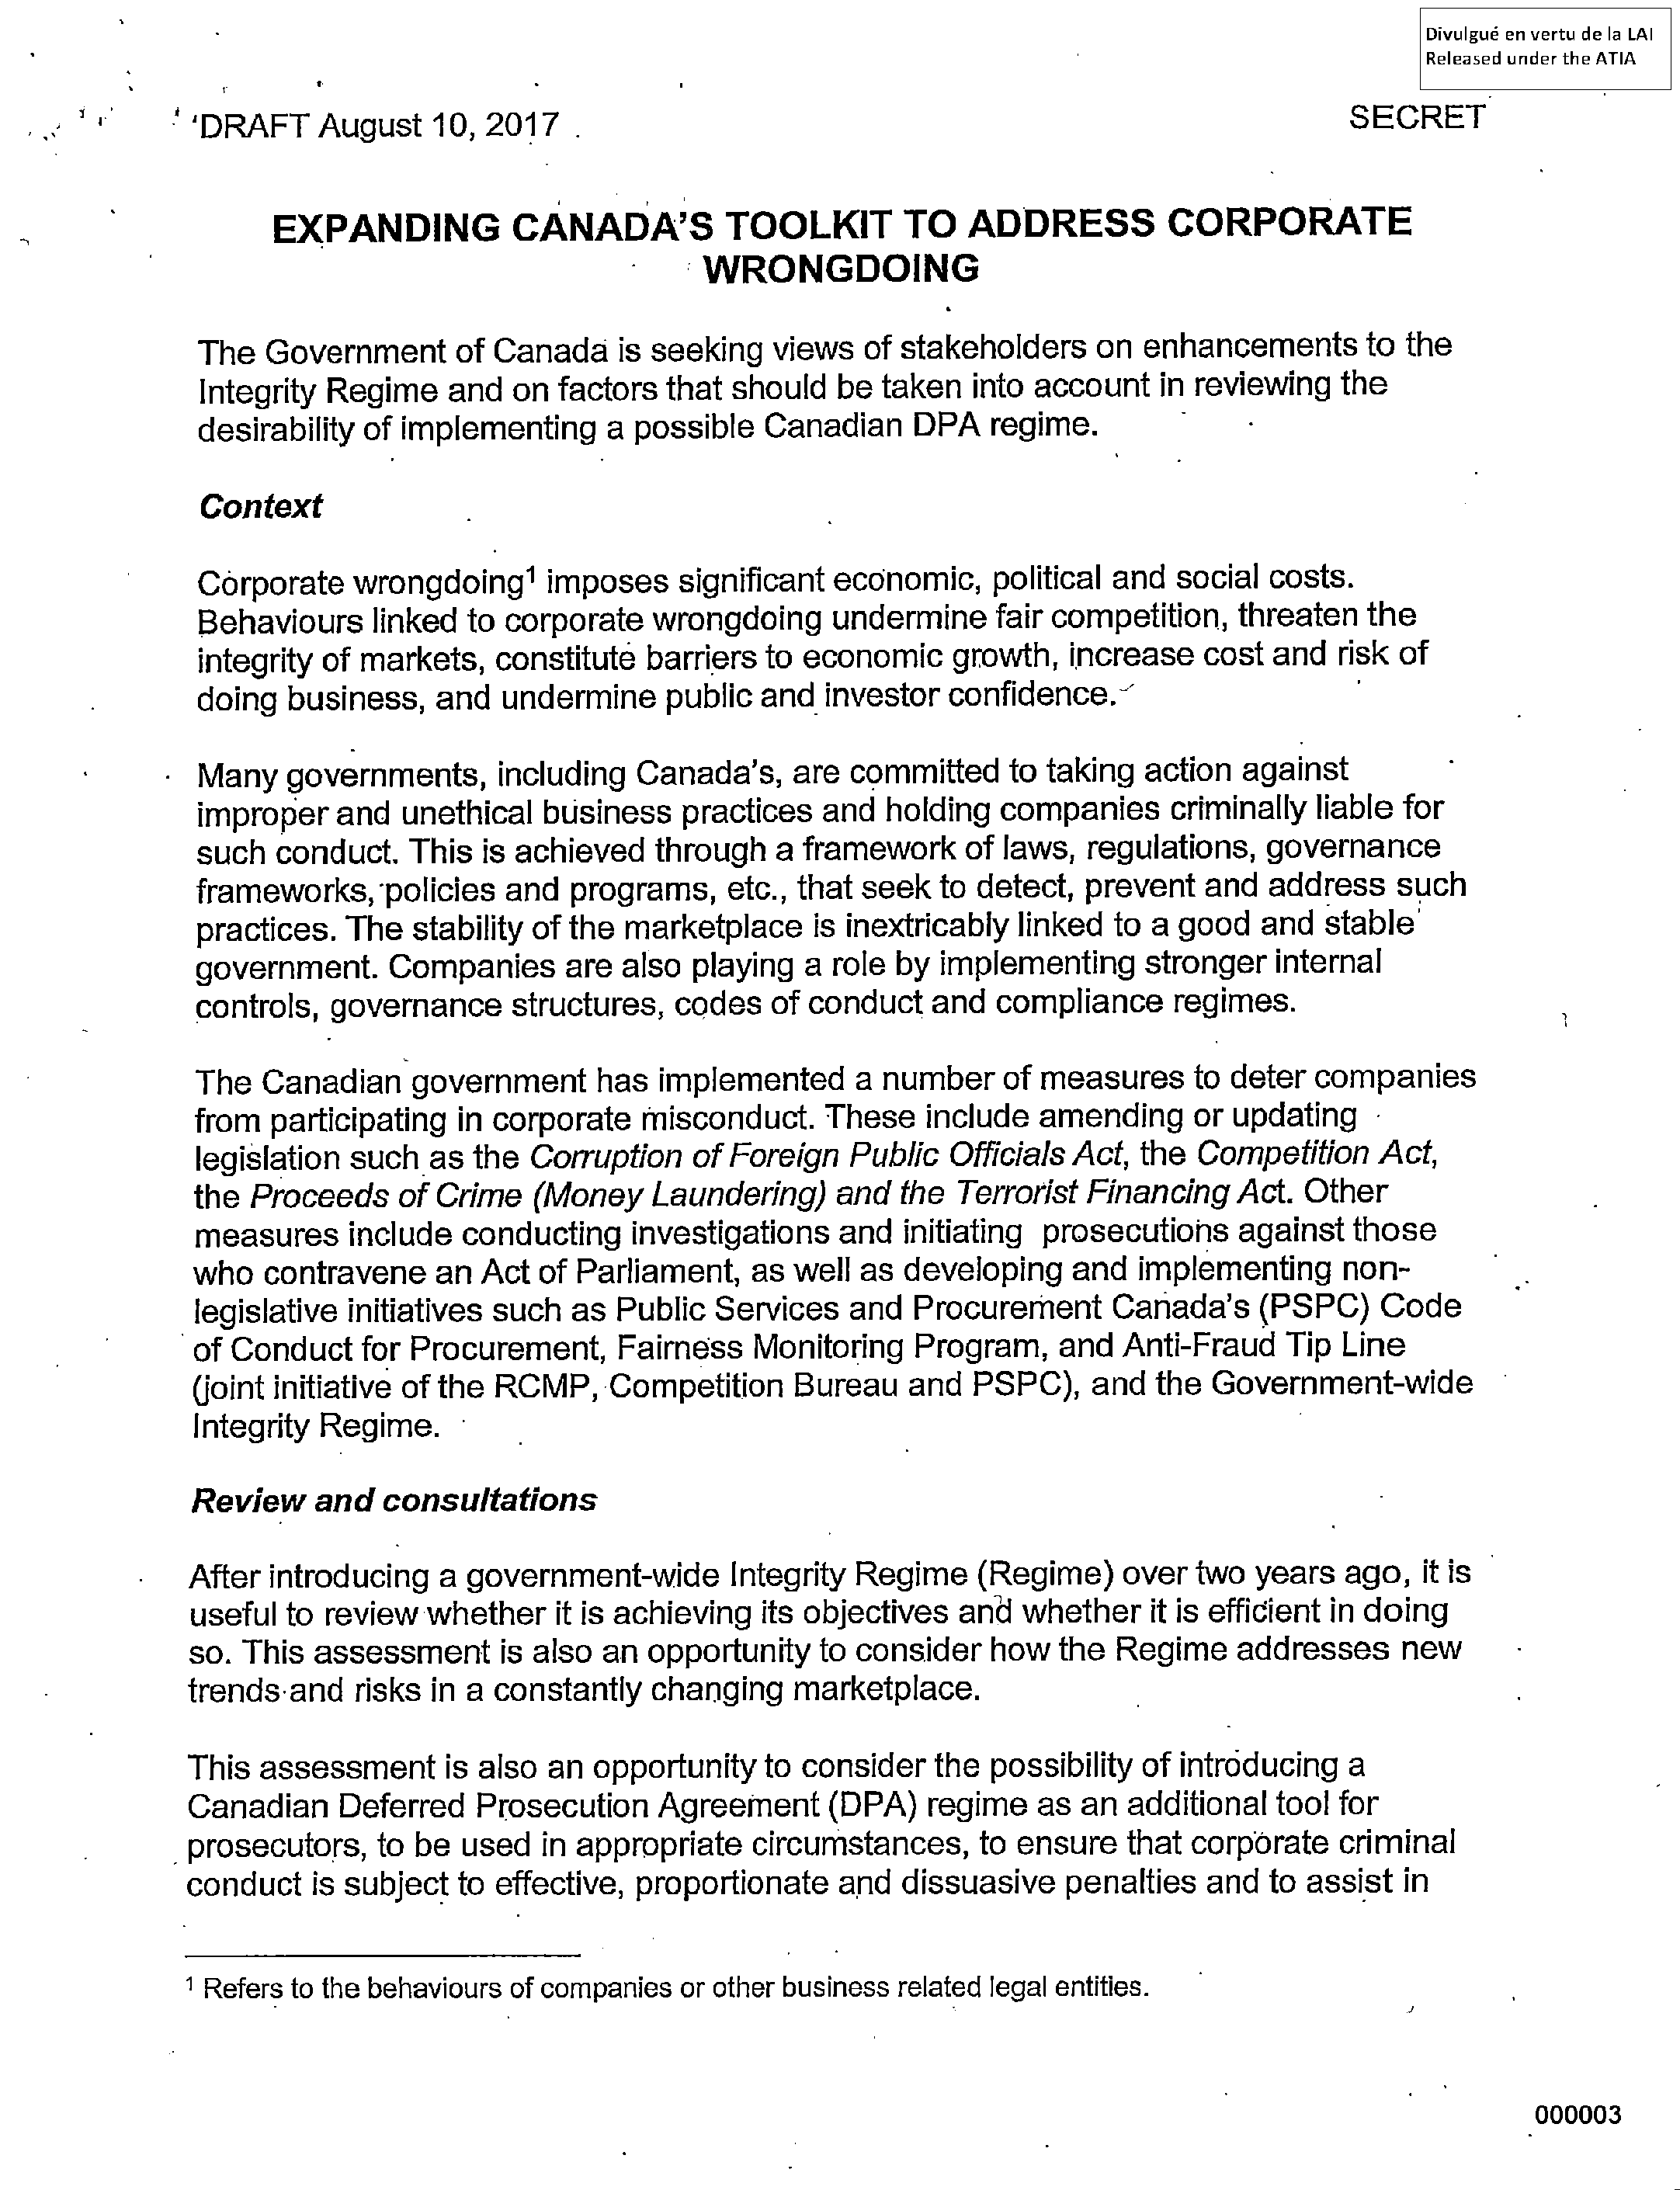 Divulgué en vertu de la LAI
Released under the ATIA
DRAFT August 10, 2017
SECRET
EXPANDING CANADA'S TOOLKIT TO ADDRESS CORPORATE
WRONGDOING
The Government of Canada is seeking views of stakeholders on enhancements to the
Integrity Regime and on factors that should be taken into account in reviewing the
desirability of implementing a possible Canadian DPA regime.
Context
Corporate wrongdoing¹ imposes significant economic, political and social costs.
Behaviours linked to corporate wrongdoing undermine fair competition, threaten the
integrity of markets, constitute barriers to economic growth, increase cost and risk of
doing business, and undermine public and investor confidence.
Many governments, including Canada's, are committed to taking action against
improper and unethical business practices and holding companies criminally liable for
such conduct. This is achieved through a framework of laws, regulations, governance
frameworks, policies and programs, etc., that seek to detect, prevent and address such
practices. The stability of the marketplace is inextricably linked to a good and stable
government. Companies are also playing a role by implementing stronger internal
controls, governance structures, codes of conduct and compliance regimes.
The Canadian government has implemented a number of measures to deter companies
from participating in corporate misconduct. These include amending or updating
legislation such as the Corruption of Foreign Public Officials Act, the Competition Act,
the Proceeds of Crime (Money Laundering) and the Terrorist Financing Act. Other
measures include conducting investigations and initiating prosecutions against those
who contravene an Act of Parliament, as well as developing and implementing non-
legislative initiatives such as Public Services and Procurement Canada's (PSPC) Code
of Conduct for Procurement, Fairness Monitoring Program, and Anti-Fraud Tip Line
(joint initiative of the RCMP, Competition Bureau and PSPC), and the Government-wide
Integrity Regime.
Review and consultations
After introducing a government-wide Integrity Regime (Regime) over two years ago, it is
useful to review whether it is achieving its objectives and whether it is efficient in doing
so. This assessment is also an opportunity to consider how the Regime addresses new
trends and risks in a constantly changing marketplace.
This assessment is also an opportunity to consider the possibility of introducing a
Canadian Deferred Prosecution Agreement (DPA) regime as an additional tool for
prosecutors, to be used in appropriate circumstances, to ensure that corporate criminal
conduct is subject to effective, proportionate and dissuasive penalties and to assist in
¹ Refers to the behaviours of companies or other business related legal entities.
000003